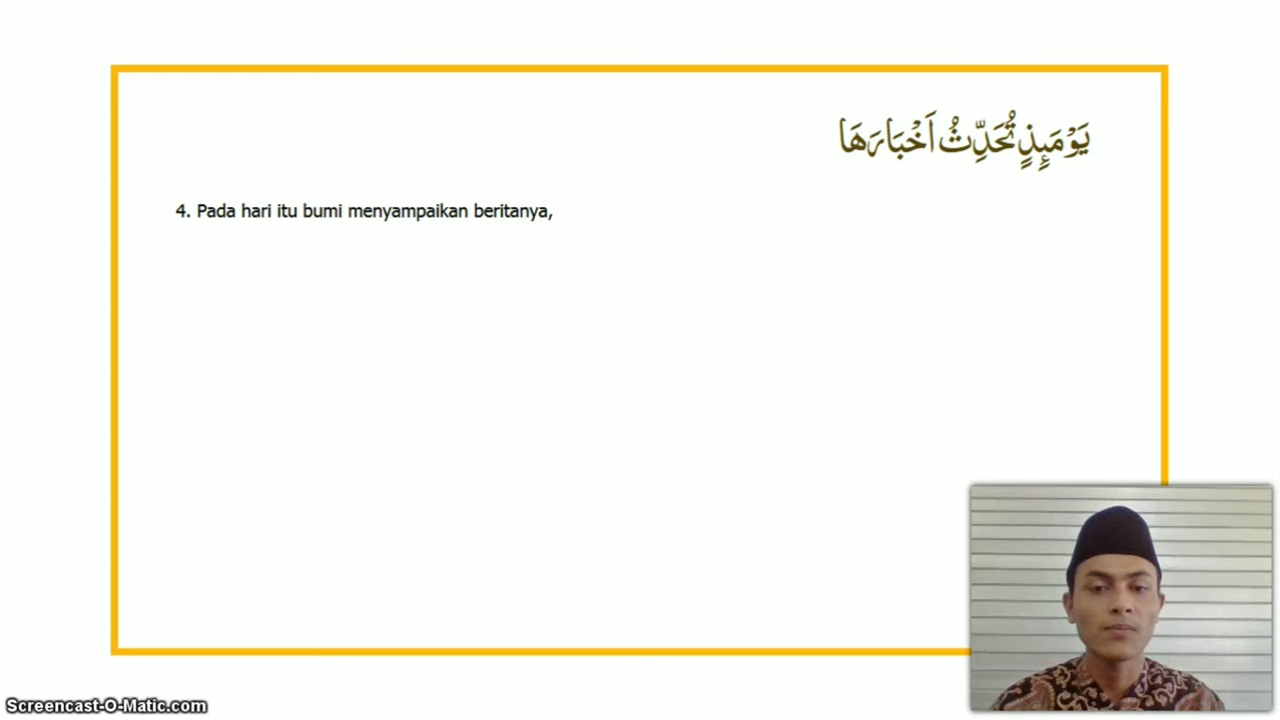 يَوْمَىِٕذٍ تُحَدِّثُ اَخْبَارَهَا
4. Pada hari itu bumi menyampaikan beritanya,
Screencast-O-Matic.com